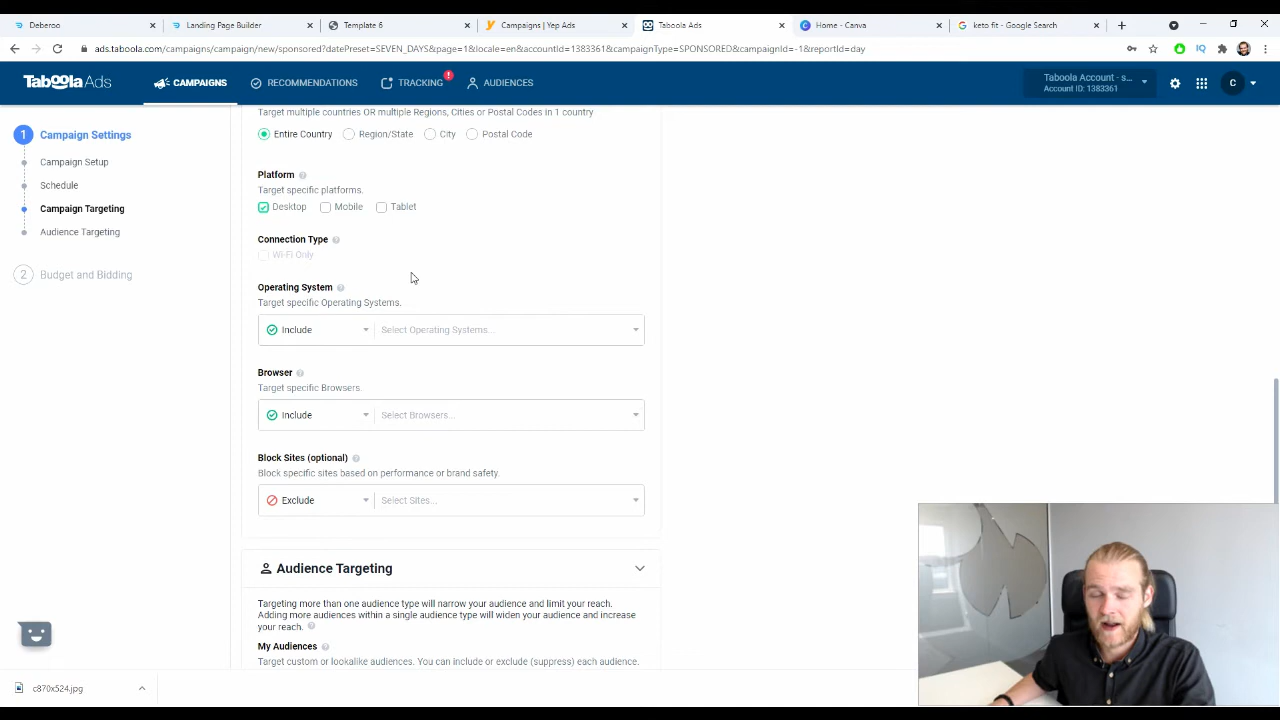 Deberoo
Landing Page Builder
Template 6
Campaigns | Yep Ads
Taboola Ads
Home - Canva
keto fit - Google Search
ads.taboola.com/campaigns/campaign/new/sponsored?datePreset=SEVEN_DAYS&page=1&locale=en&accountId=1383361&campaignType=SPONSORED&campaignId=-1&reportId=day
IQ
Taboola Ads
CAMPAIGNS
RECOMMENDATIONS
TRACKING
!
AUDIENCES
Taboola Account - s...
Account ID: 1383361
C
1
Campaign Settings
Campaign Setup
Schedule
Campaign Targeting
Audience Targeting
2
Budget and Bidding
Target multiple countries OR multiple Regions, Cities or Postal Codes in 1 country
Entire Country
Region/State
City
Postal Code
Platform
Target specific platforms.
Desktop
Mobile
Tablet
Connection Type
Wi-Fi Only
Operating System
Target specific Operating Systems.
Include
Select Operating Systems...
Browser
Target specific Browsers.
Include
Select Browsers...
Block Sites (optional)
Block specific sites based on performance or brand safety.
Exclude
Select Sites...
Audience Targeting
Targeting more than one audience type will narrow your audience and limit your reach.
Adding more audiences within a single audience type will widen your audience and increase
your reach.
My Audiences
Target custom or lookalike audiences. You can include or exclude (suppress) each audience.
c870x524.jpg